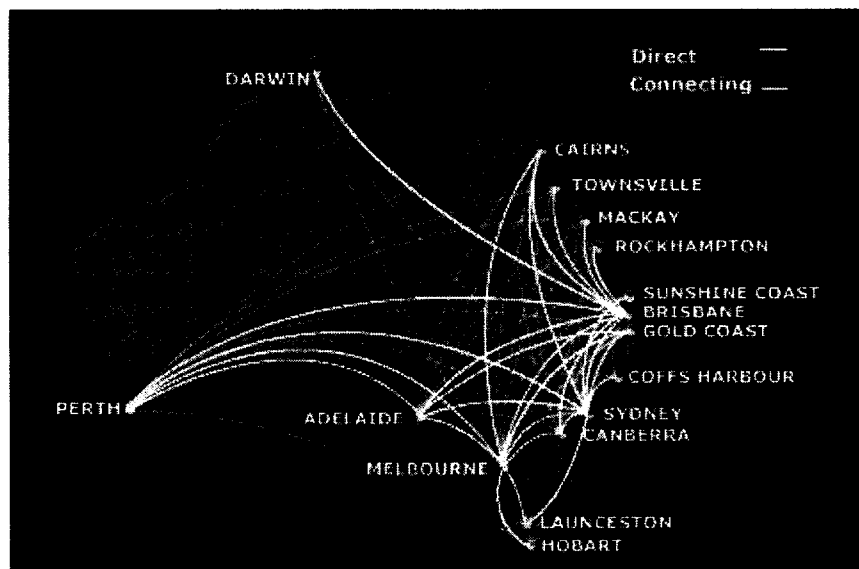 Direct
Connecting
DARWIN
CAIRNS
TOWNSVILLE
MACKAY
ROCKHAMPTON
SUNSHINE COAST
BRISBANE
GOLD COAST
COFFS HARBOUR
PERTH
ADELAIDE
SYDNEY
CANBERRA
MELBOURNE
LAUNCESTON
HOBART